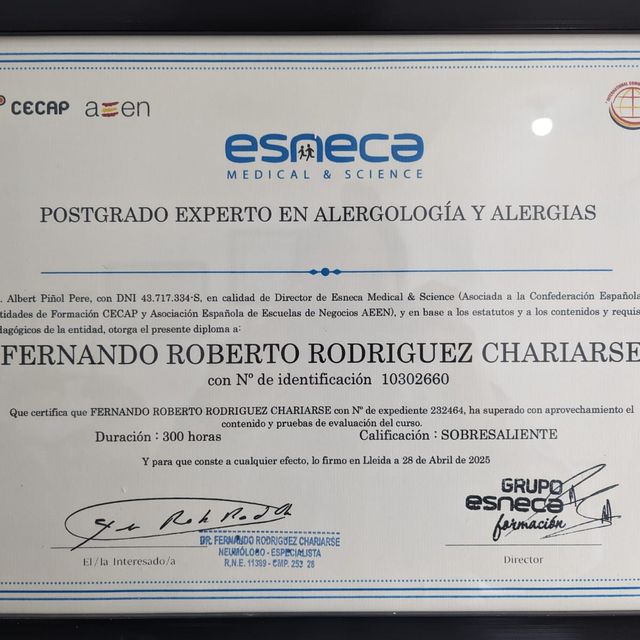 CECAP aeen
esneca
MEDICAL & SCIENCE
POSTGRADO EXPERTO EN ALERGOLOGÍA Y ALERGIAS
. Albert Piñol Pere, con DNI 43.717.334-S, en calidad de Director de Esneca Medical & Science (Asociada a la Confederación Española
tidades de Formación CECAP y Asociación Española de Escuelas de Negocios AEEN), y en base a los estatutos y a los contenidos y requis
dagógicos de la entidad, otorga el presente diploma a:
FERNANDO ROBERTO RODRIGUEZ CHARIARSE
con Nº de identificación 10302660
Que certifica que FERNANDO ROBERTO RODRIGUEZ CHARIARSE con Nº de expediente 232464, ha superado con aprovechamiento el
contenido y pruebas de evaluación del curso.
Duración : 300 horas Calificación : SOBRESALIENTE
Y para que conste a cualquier efecto, lo firmo en Lleida a 28 de Abril de 2025
GRUPO
esneca
formación
DR. FERNANDO RODRIGUEZ CHARIARSE
NEUMÓLOGO - ESPECIALISTA
R.N.E. 11399 - CMP. 253 28
El/la Interesado/a Director